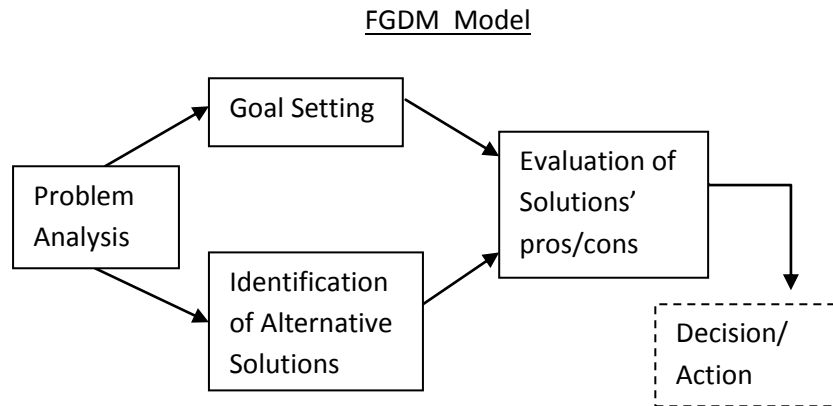 FGDM Model
Goal Setting
Problem
Analysis
Identification
of Alternative
Solutions
Evaluation of
Solutions’
pros/cons
Decision/
Action